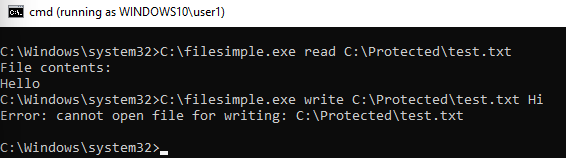 cmd (running as WINDOWS10\user1)
C:\Windows\system32>C:\filesimple.exe read C:\Protected\test.txt
File contents:
Hello
C:\Windows\system32>C:\filesimple.exe write C:\Protected\test.txt Hi
Error: cannot open file for writing: C:\Protected\test.txt
C:\Windows\system32>